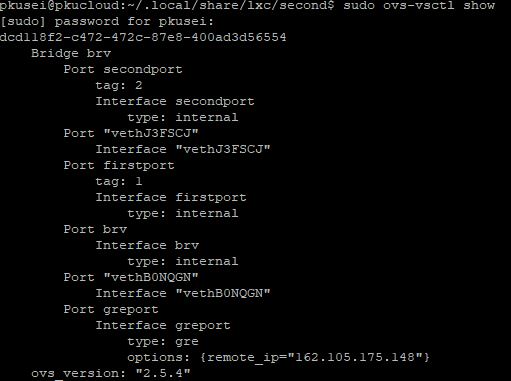 pkusei@pkucloud:~/.local/share/lxc/second$ sudo ovs-vsctl show
[sudo] password for pkusei:
dcd118f2-c472-472c-87e8-400ad3d56554
    Bridge brv
        Port secondport
            tag: 2
            Interface secondport
                type: internal
        Port "vethJ3FSCJ"
            Interface "vethJ3FSCJ"
        Port firstport
            tag: 1
            Interface firstport
                type: internal
        Port brv
            Interface brv
                type: internal
        Port "vethB0NQGN"
            Interface "vethB0NQGN"
        Port greport
            Interface greport
                type: gre
                options: {remote_ip="162.105.175.148"}
    ovs_version: "2.5.4"